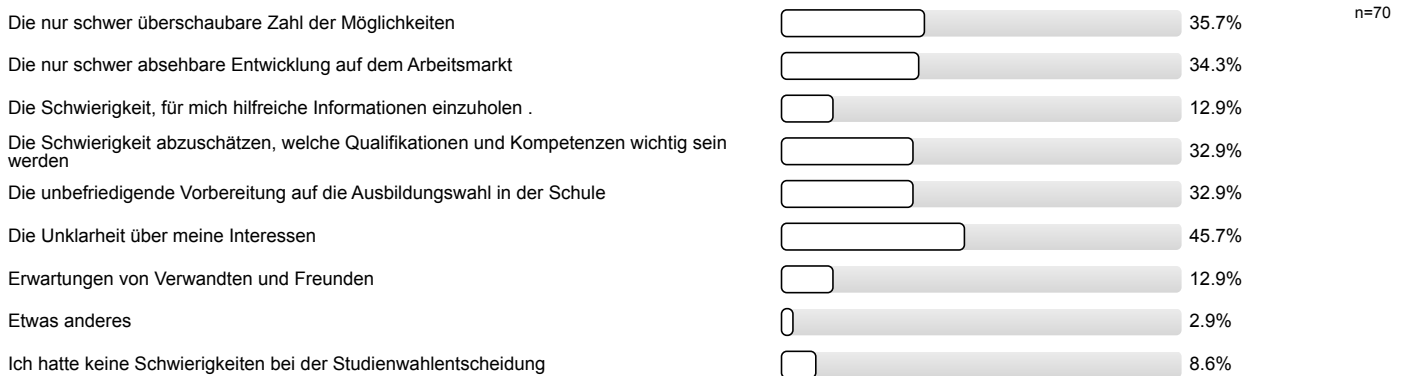 Die nur schwer überschaubare Zahl der Möglichkeiten 35.7% n=70
Die nur schwer absehbare Entwicklung auf dem Arbeitsmarkt 34.3%
Die Schwierigkeit, für mich hilfreiche Informationen einzuholen . 12.9%
Die Schwierigkeit abzuschätzen, welche Qualifikationen und Kompetenzen wichtig sein
werden 32.9%
Die unbefriedigende Vorbereitung auf die Ausbildungswahl in der Schule 32.9%
Die Unklarheit über meine Interessen 45.7%
Erwartungen von Verwandten und Freunden 12.9%
Etwas anderes 2.9%
Ich hatte keine Schwierigkeiten bei der Studienwahlentscheidung 8.6%